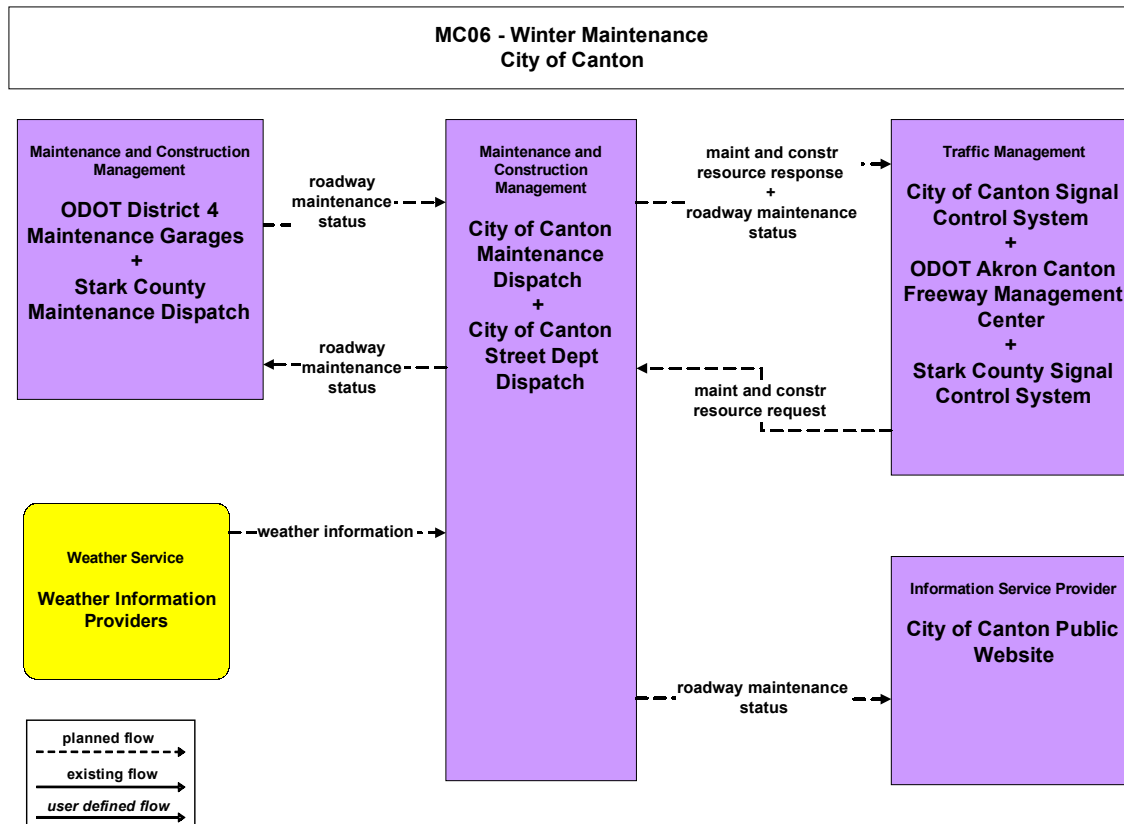 MC06 - Winter Maintenance
City of Canton
Maintenance and Construction
Management
ODOT District 4
Maintenance Garages
+
Stark County
Maintenance Dispatch
roadway
maintenance
status
roadway
maintenance
status
Maintenance and
Construction
Management
City of Canton
Maintenance
Dispatch
+
City of Canton
Street Dept
Dispatch
maint and constr
resource response
+
roadway maintenance
status
maint and constr
resource request
Traffic Management
City of Canton Signal
Control System
+
ODOT Akron Canton
Freeway Management
Center
+
Stark County Signal
Control System
Weather Service
Weather Information
Providers
weather information
roadway maintenance
status
Information Service Provider
City of Canton Public
Website
planned flow
existing flow
user defined flow